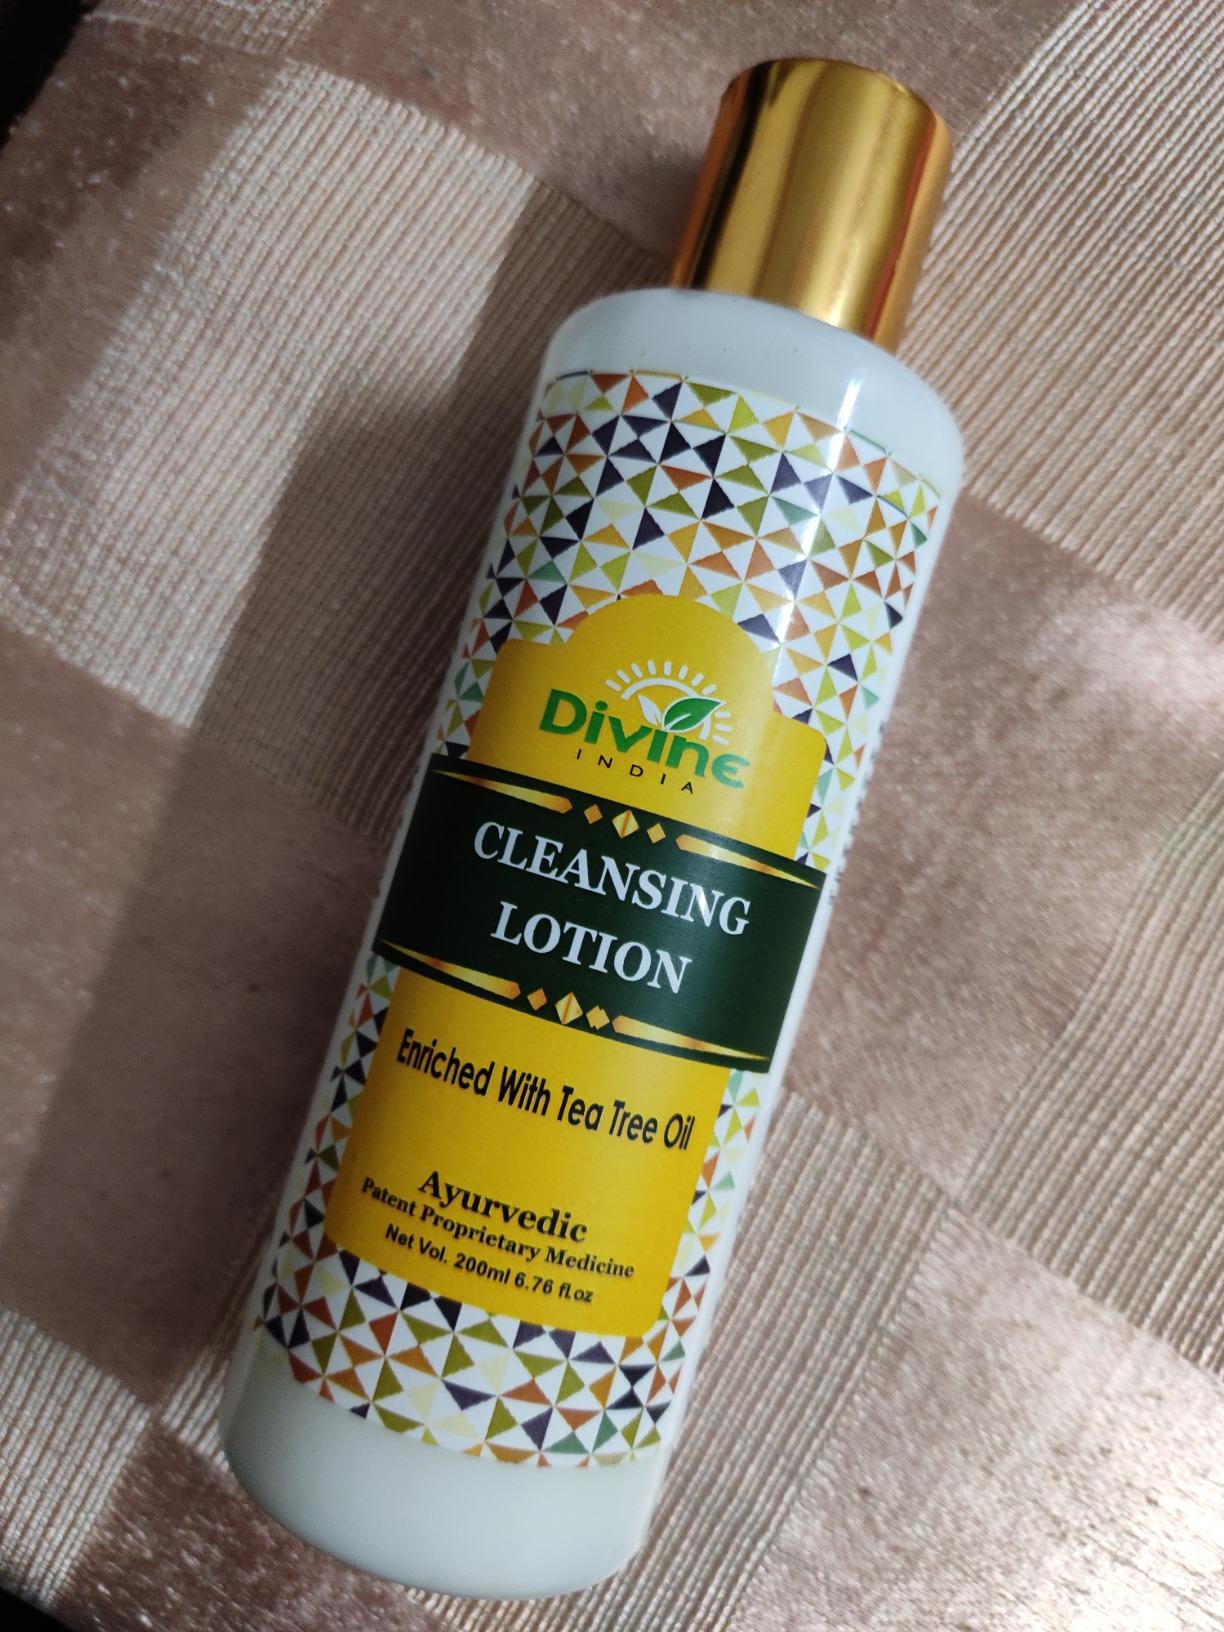 Divine
INDIA
CLEANSING
LOTION
Enriched With Tea Tree Oil
Ayurvedic
Patent Proprietary Medicine
Net Vol. 200ml 6.76 fl.oz